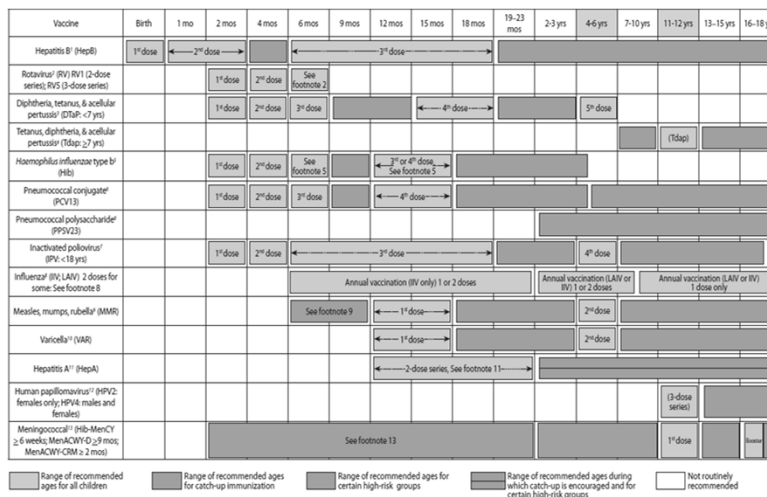 Vaccine Birth 1 mo 2 mos 4 mos 6 mos 9 mos 12 mos 15 mos 18 mos 19–23 mos 2-3 yrs 4-6 yrs 7-10 yrs 11-12 yrs 13–15 yrs 16–18
Hepatitis B¹ (HepB) 1st dose 2nd dose 3rd dose
Rotavirus² (RV) RV1 (2-dose
series); RV5 (3-dose series) 1st dose 2nd dose See
footnote 2
Diphtheria, tetanus, & acellular
pertussis³ (DTaP: <7 yrs) 1st dose 2nd dose 3rd dose 4th dose 5th dose
Tetanus, diphtheria, & acellular
pertussis⁴ (Tdap: ≥7 yrs) (Tdap)
Haemophilus influenzae type b⁵
(Hib) 1st dose 2nd dose See
footnote 5 3rd or 4th dose
See footnote 5
Pneumococcal conjugate⁶
(PCV13) 1st dose 2nd dose 3rd dose 4th dose
Pneumococcal polysaccharide⁶
(PPSV23)
Inactivated poliovirus⁷
(IPV: <18 yrs) 1st dose 2nd dose 3rd dose 4th dose
Influenza⁸ (IIV; LAIV) 2 doses for
some: See footnote 8 Annual vaccination (IIV only) 1 or 2 doses Annual vaccination (LAIV or
IIV) 1 or 2 doses Annual vaccination (LAIV or IIV)
1 dose only
Measles, mumps, rubella⁹ (MMR) See footnote 9 1st dose 2nd dose
Varicella¹⁰ (VAR) 1st dose 2nd dose
Hepatitis A¹¹ (HepA) 2-dose series, See footnote 11
Human papillomavirus¹² (HPV2:
females only; HPV4: males and
females) (3-dose
series)
Meningococcal¹³ (Hib-MenCY
≥ 6 weeks; MenACWY-D ≥9 mos;
MenACWY-CRM ≥ 2 mos) See footnote 13 1st dose Booster
Range of recommended
ages for all children
Range of recommended ages
for catch-up immunization
Range of recommended ages for
certain high-risk groups
Range of recommended ages during
which catch-up is encouraged and for
certain high-risk groups
Not routinely
recommended